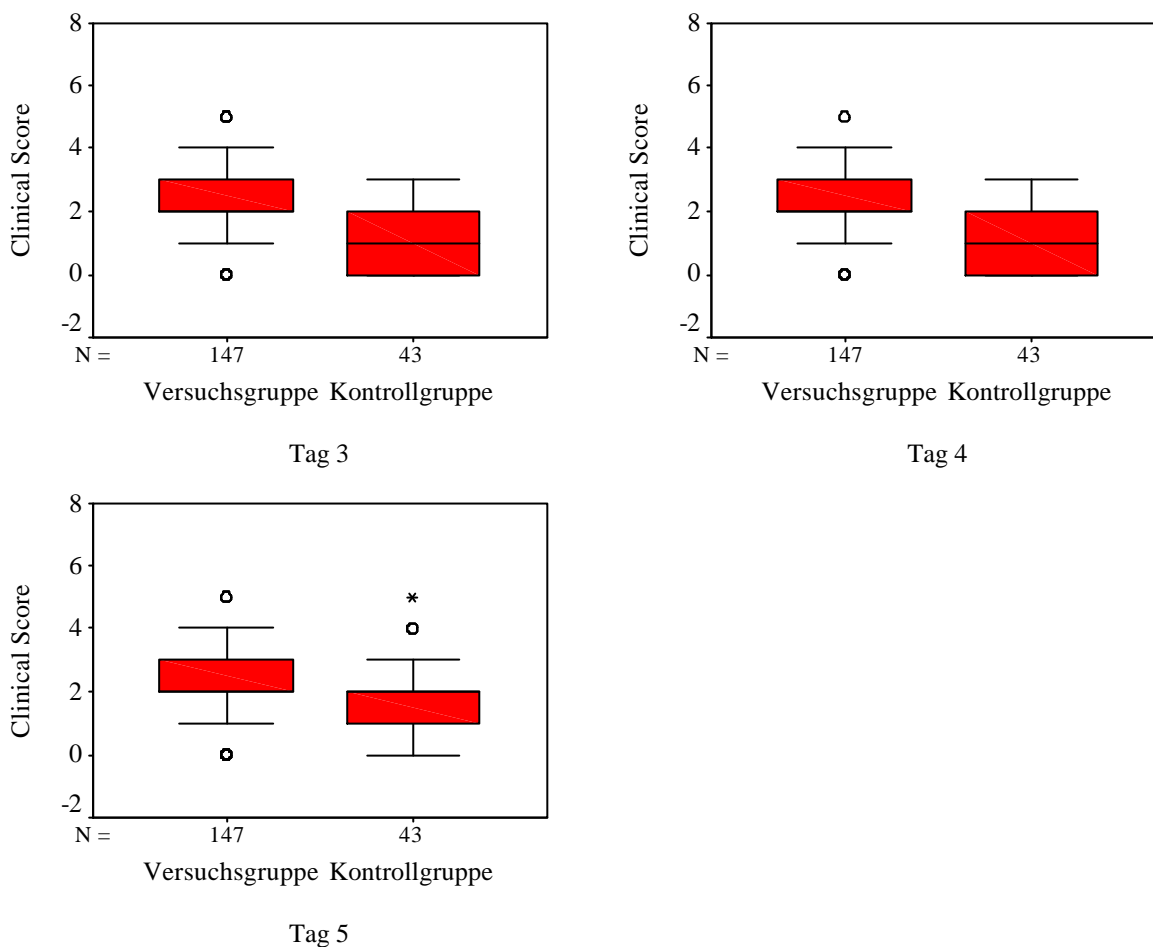 Clinical Score
8
6
4
2
0
-2
N =
147
43
Versuchsgruppe Kontrollgruppe
Tag 3
Clinical Score
8
6
4
2
0
-2
N =
147
43
Versuchsgruppe Kontrollgruppe
Tag 4
Clinical Score
8
6
4
2
0
-2
N =
147
43
Versuchsgruppe Kontrollgruppe
Tag 5